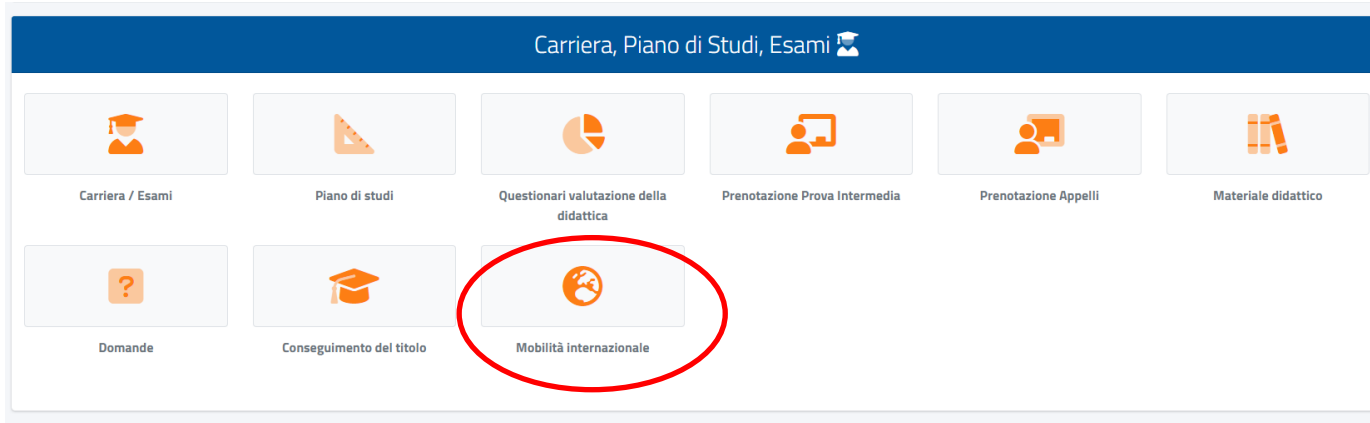 Carriera, Piano di Studi, Esami
Carriera / Esami
Piano di studi
Questionari valutazione della
didattica
Prenotazione Prova Intermedia
Prenotazione Appelli
Materiale didattico
?
Domande
Conseguimento del titolo
Mobilità internazionale